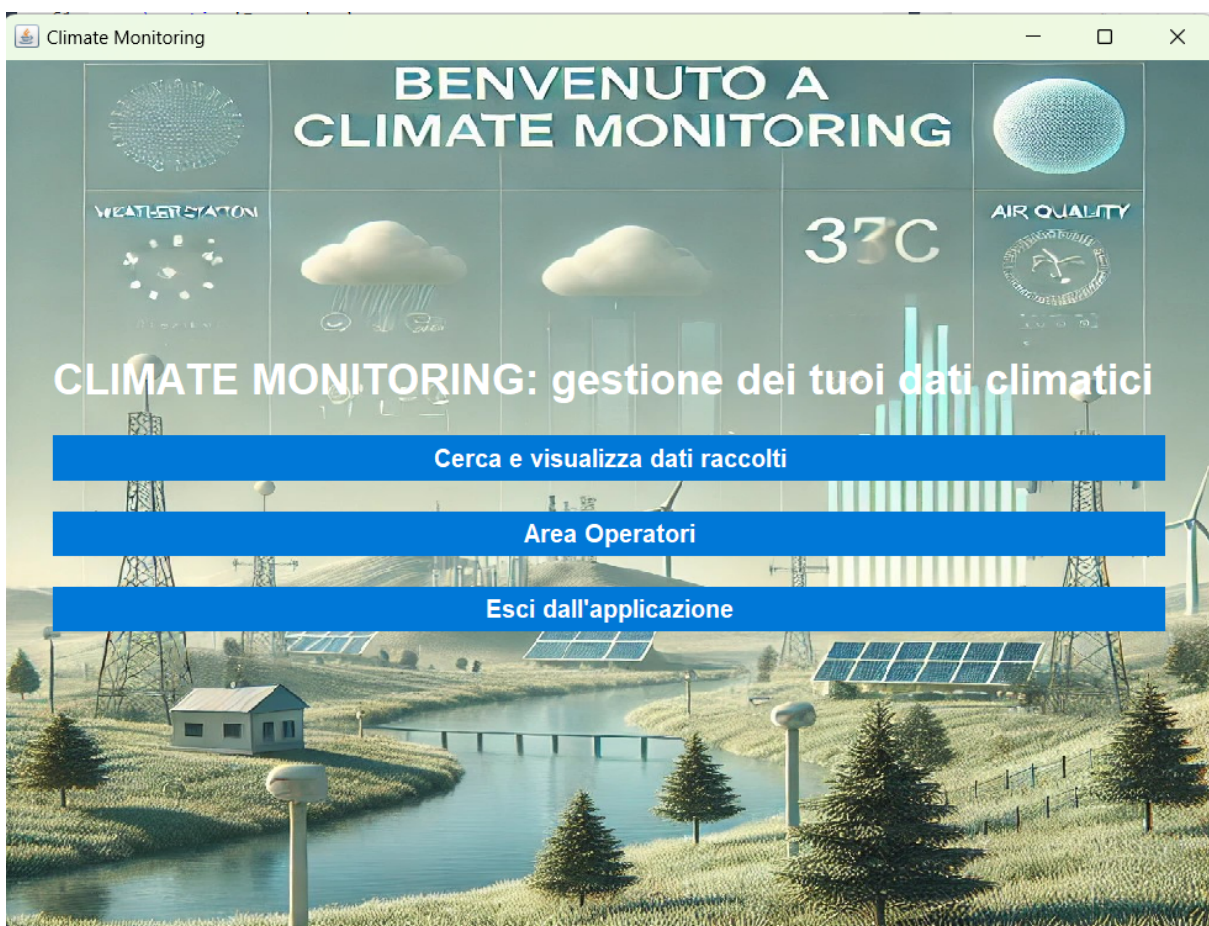 Climate Monitoring
BENVENUTO A
CLIMATE MONITORING
AIR QUALITY
CLIMATE MONITORING: gestione dei tuoi dati climatici
Cerca e visualizza dati raccolti
Area Operatori
Esci dall'applicazione